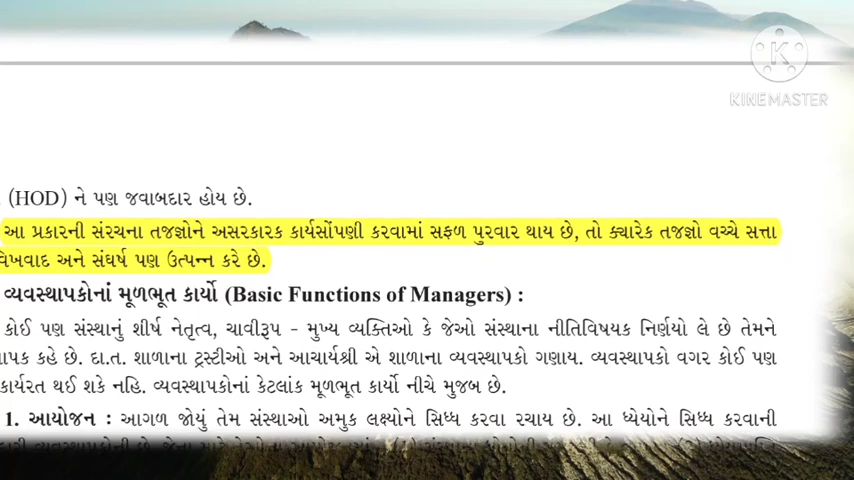 KINEMASTER
(HOD) ને પણ જવાબદાર હોય છે.
આ પ્રકારની સંરચના તજજ્ઞોને અસરકારક કાર્યસોંપણી કરવામાં સફળ પુરવાર થાય છે, તો ક્યારેક તજજ્ઞો વચ્ચે સત્તા
વિખવાદ અને સંઘર્ષ પણ ઉત્પન્ન કરે છે.
વ્યવસ્થાપકોનાં મૂળભૂત કાર્યો (Basic Functions of Managers) :
કોઈ પણ સંસ્થાનું શીર્ષ નેતૃત્વ, ચાવીરૂપ - મુખ્ય વ્યક્તિઓ કે જેઓ સંસ્થાના નીતિવિષયક નિર્ણયો લે છે તેમને
કહે છે. દા.ત. શાળાના ટ્રસ્ટીઓ અને આચાર્યશ્રી એ શાળાના વ્યવસ્થાપકો ગણાય. વ્યવસ્થાપકો વગર કોઈ પણ
કાર્યરત થઈ શકે નહિ. વ્યવસ્થાપકોનાં કેટલાંક મૂળભૂત કાર્યો નીચે મુજબ છે.
1. આયોજન : આગળ જોયું તેમ સંસ્થાઓ અમુક લક્ષ્યોને સિધ્ધ કરવા રચાય છે. આ ધ્યેયોને સિધ્ધ કરવાની